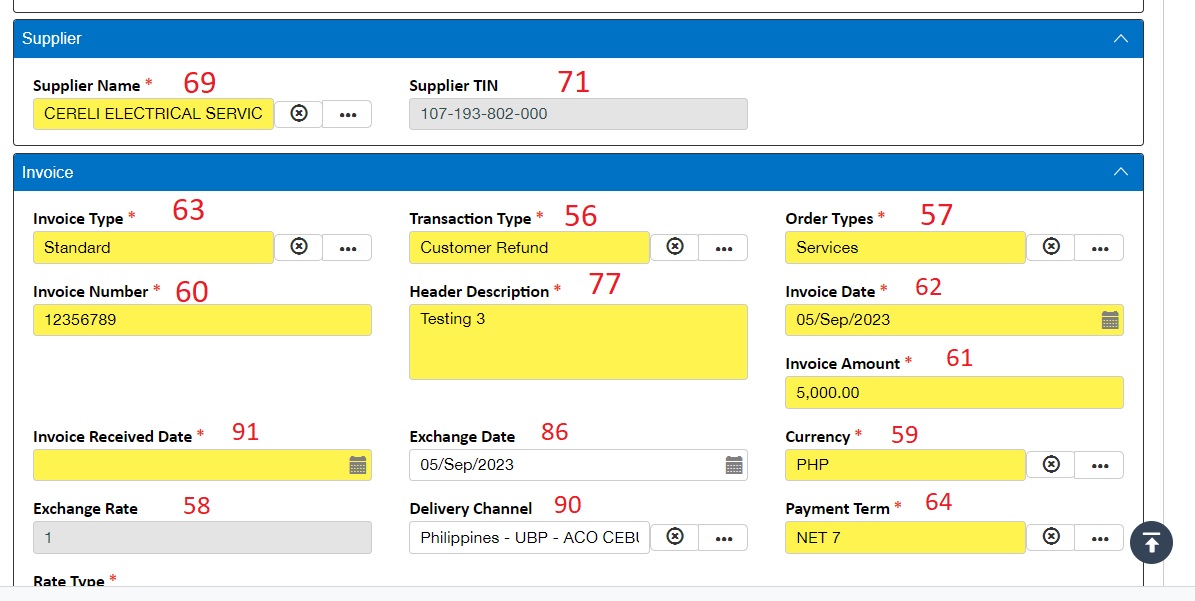 Supplier
Supplier Name * 69 Supplier TIN 71
CERELI ELECTRICAL SERVIC ... 107-193-802-000
Invoice
Invoice Type * 63 Transaction Type * 56 Order Types * 57
Standard ... Customer Refund ... Services ...
Invoice Number * 60 Header Description * 77 Invoice Date * 62
12356789 Testing 3 05/Sep/2023
Invoice Amount * 61
5,000.00
Invoice Received Date * 91 Exchange Date 86 Currency * 59
05/Sep/2023 PHP ...
Exchange Rate 58 Delivery Channel 90 Payment Term * 64
1 Philippines - UBP - ACO CEBU ... NET 7 ...
Rate Type *